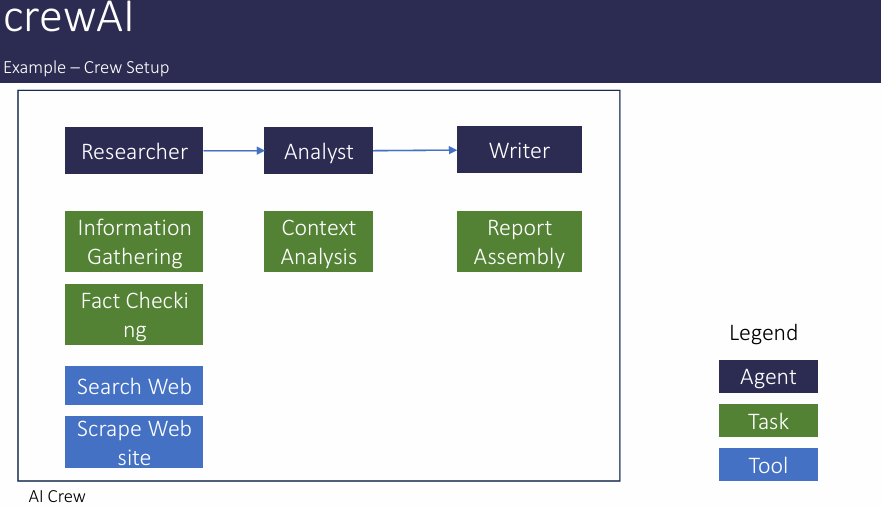 crewAI
Example – Crew Setup
Researcher
Analyst
Writer
Information
Gathering
Context
Analysis
Report
Assembly
Fact Checki
ng
Search Web
Scrape Web
site
AI Crew
Legend
Agent
Task
Tool